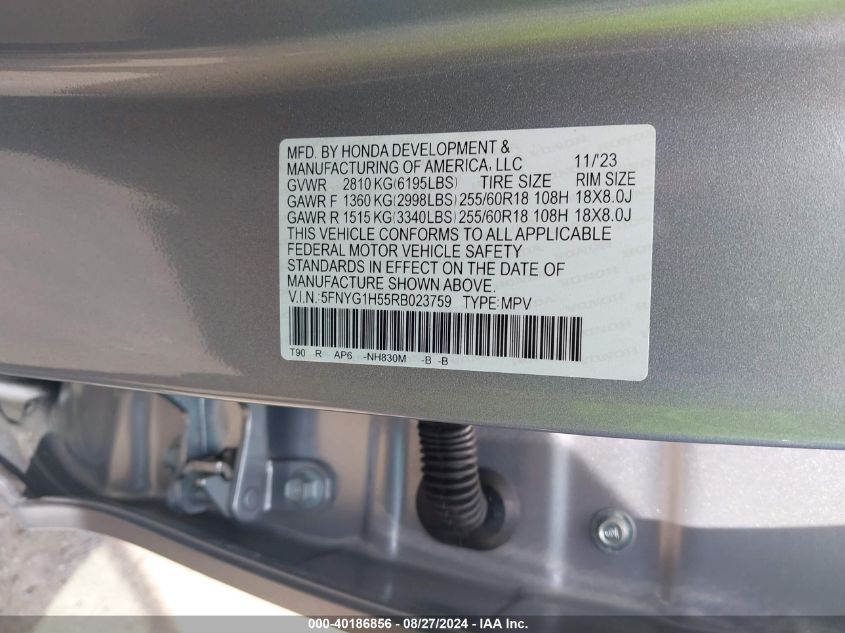 MFD. BY HONDA DEVELOPMENT &
MANUFACTURING OF AMERICA, LLC 11/'23
GVWR 2810 KG(6195LBS) TIRE SIZE RIM SIZE
GAWR F 1360 KG(2998LBS) 255/60R18 108H 18X8.0J
GAWR R 1515 KG(3340LBS) 255/60R18 108H 18X8.0J
THIS VEHICLE CONFORMS TO ALL APPLICABLE
FEDERAL MOTOR VEHICLE SAFETY
STANDARDS IN EFFECT ON THE DATE OF
MANUFACTURE SHOWN ABOVE.
V.I.N.:5FNYG1H55RB023759 TYPE:MPV
T90 R AP6 -NH830M -B -B
000-40186856 - 08/27/2024 - IAA Inc.